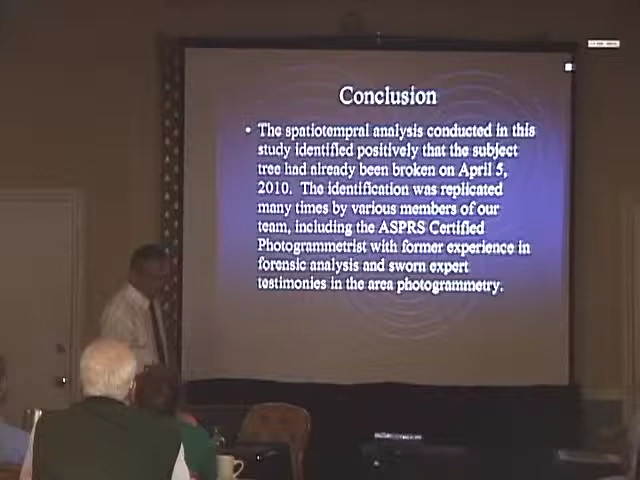 Conclusion
• The spatiotempral analysis conducted in this
study identified positively that the subject
tree had already been broken on April 5,
2010. The identification was replicated
many times by various members of our
team, including the ASPRS Certified
Photogrammetrist with former experience in
forensic analysis and sworn expert
testimonies in the area photogrammetry.